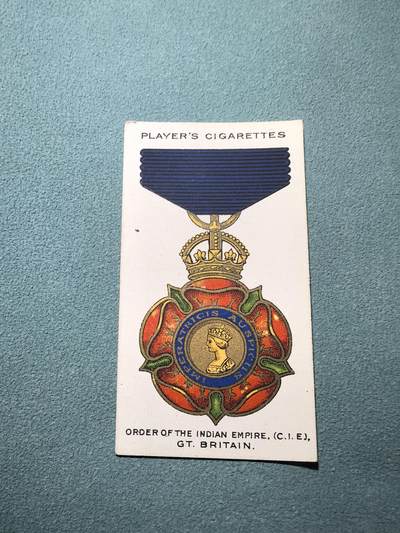 PLAYER'S CIGARETTES
IMPERATRICIS AUSPICIIS
ORDER OF THE INDIAN EMPIRE, (C.I.E.),
GT. BRITAIN.